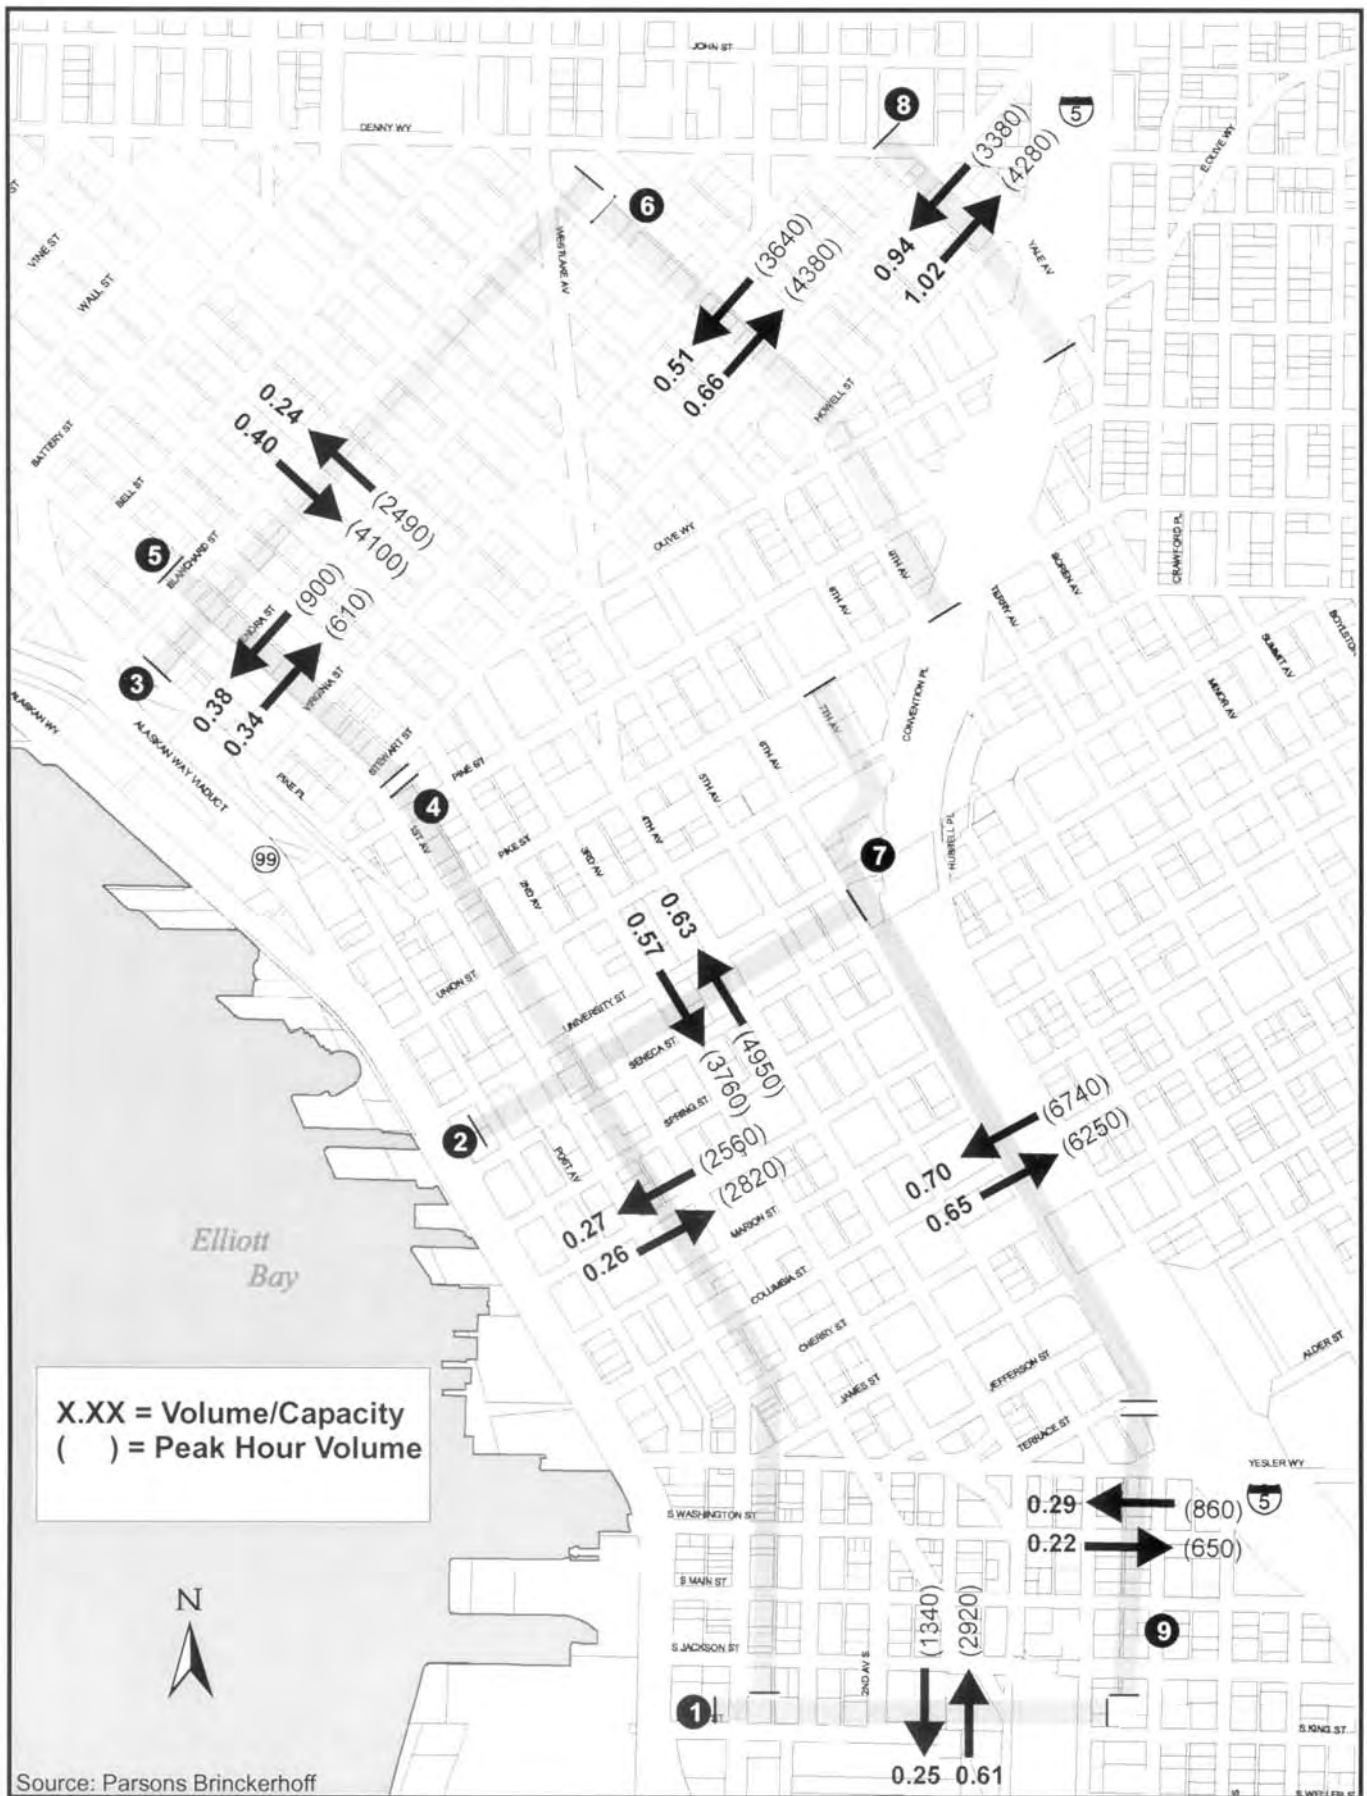 JOHN ST
8
5
(3380)
(4280)
DENNY WY
E OLIVE WY
6
0.94
1.02
VINE ST
WALL ST
WESTLAKE AV
(3640)
(4380)
YALE AV
0.51
0.66
HOWELL ST
0.24
0.40
BATTERY ST
BELL ST
(2490)
(4100)
OLIVE WY
CRAWFORD PL
5
BLANCHARD ST
9TH AV
8TH AV
TERRY AV
BOREN AV
(900)
(610)
VIRGINIA ST
SUMMIT AV
3
0.38
0.34
MINOR AV
ALASKAN WY
ALASKAN WAY VIADUCT
STEWART ST
7TH AV
CONVENTION PL
PIKE PL
PINE ST
6TH AV
5TH AV
4
1ST AV
PIKE ST
4TH AV
3RD AV
2ND AV
HUBBELL PL
99
7
0.63
0.57
UNION ST
UNIVERSITY ST
SENECA ST
(4950)
(3760)
SPRING ST
2
POST AV
(2560)
(2820)
(6740)
(6250)
0.70
0.65
0.27
0.26
MARION ST
Elliott
Bay
COLUMBIA ST
CHERRY ST
JAMES ST
JEFFERSON ST
ALDER ST
TERRACE ST
X.XX = Volume/Capacity
( ) = Peak Hour Volume
YESLER WY
5
S WASHINGTON ST
0.29
(860)
0.22
(650)
S MAIN ST
(1340)
(2920)
N
S JACKSON ST
2ND AV S
9
1
ST
S KING ST
0.25
0.61
Source: Parsons Brinckerhoff